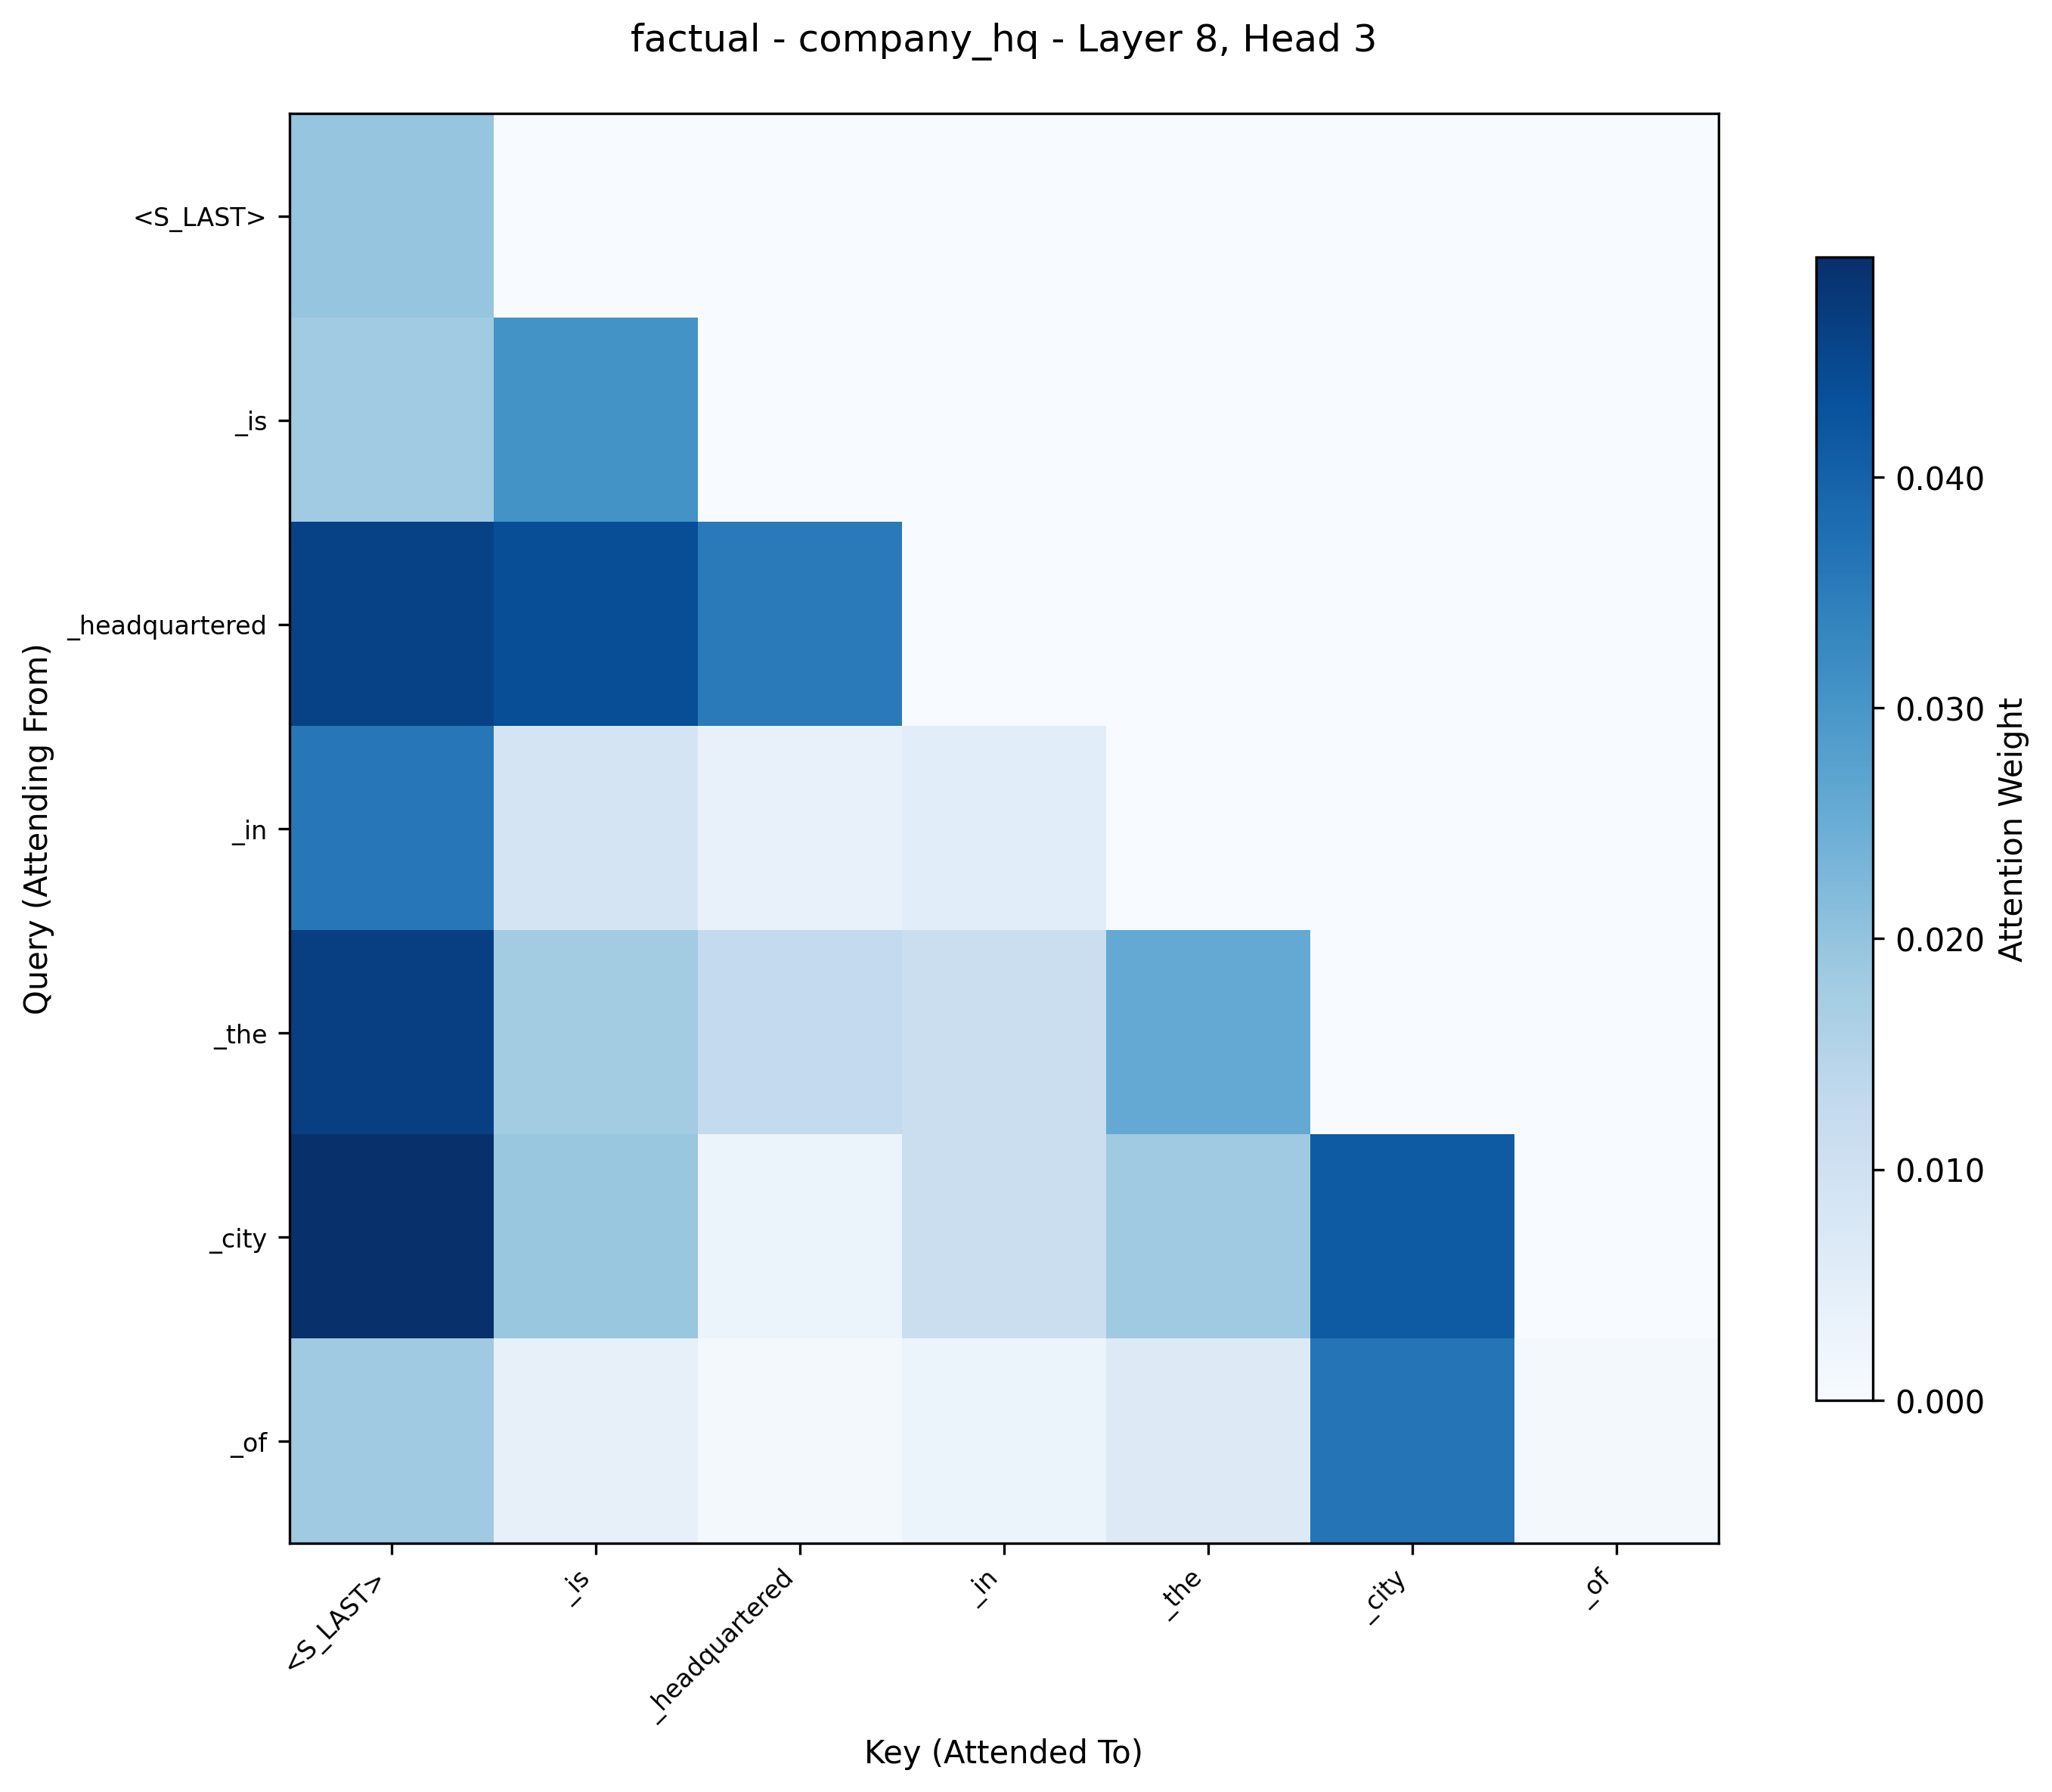 factual - company_hq - Layer 8, Head 3
Query (Attending From)
<S_LAST>
_is
_headquartered
_in
_the
_city
_of
<S_LAST>
_is
_headquartered
_in
_the
_city
_of
Key (Attended To)
0.040
0.030
0.020
0.010
0.000
Attention Weight